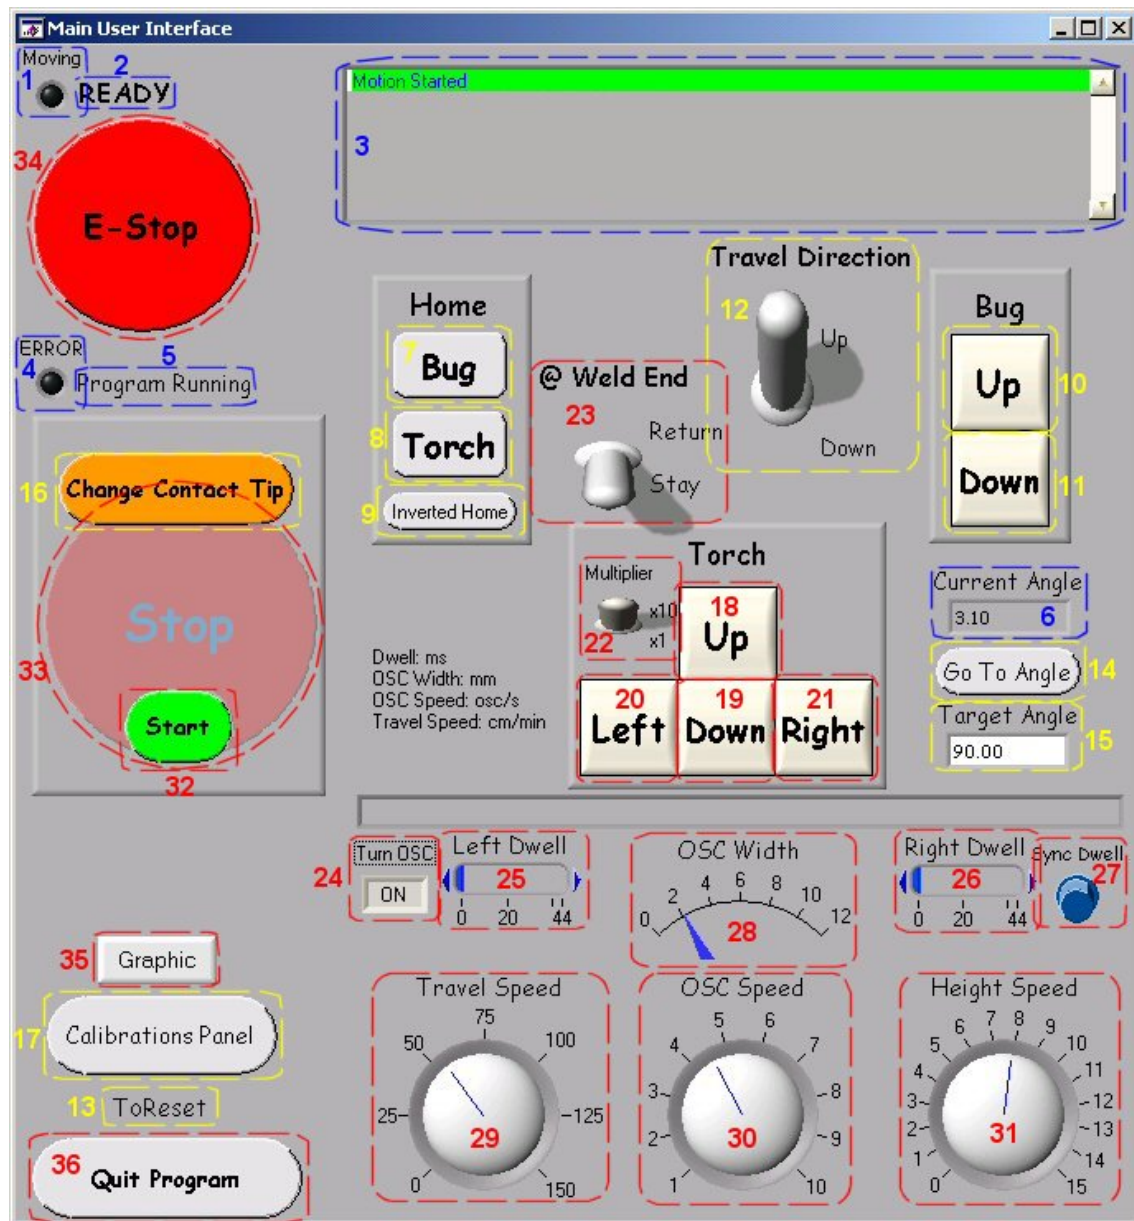 Main User Interface
Moving
1
2
READY
Motion Started
3
34
E-Stop
Travel Direction
12
Up
Down
Home
7
Bug
8
Torch
9
Inverted Home
Bug
Up
10
Down
11
ERROR
4
5
Program Running
@ Weld End
23
Return
Stay
16
Change Contact Tip
Stop
33
Start
32
Torch
Multiplier
x10
x1
22
18
Up
20
Left
19
Down
21
Right
Dwell: ms
OSC Width: mm
OSC Speed: osc/s
Travel Speed: cm/min
Current Angle
3.10
6
Go To Angle
14
Target Angle
90.00
15
Turn OSC
24
ON
Left Dwell
25
0 20 44
OSC Width
0 2 4 6 8 10 12
28
Right Dwell
26
0 20 44
Sync Dwell
27
35
Graphic
17
Calibrations Panel
13
ToReset
36
Quit Program
Travel Speed
0 25 50 75 100 125 150
29
OSC Speed
1 2 3 4 5 6 7 8 9 10
30
Height Speed
0 1 2 3 4 5 6 7 8 9 10 11 12 13 14 15
31